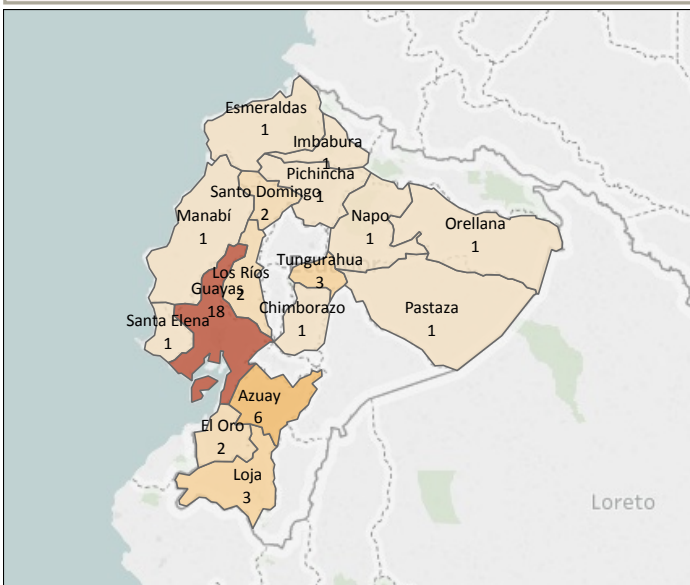 Esmeraldas
1
Imbabura
1
Pichincha
1
Santo Domingo
2
Manabí
1
Napo
1
Orellana
1
Tungurahua
3
Los Ríos
2
Guayas
18
Santa Elena
1
Chimborazo
1
Pastaza
1
Azuay
6
El Oro
2
Loja
3
Loreto